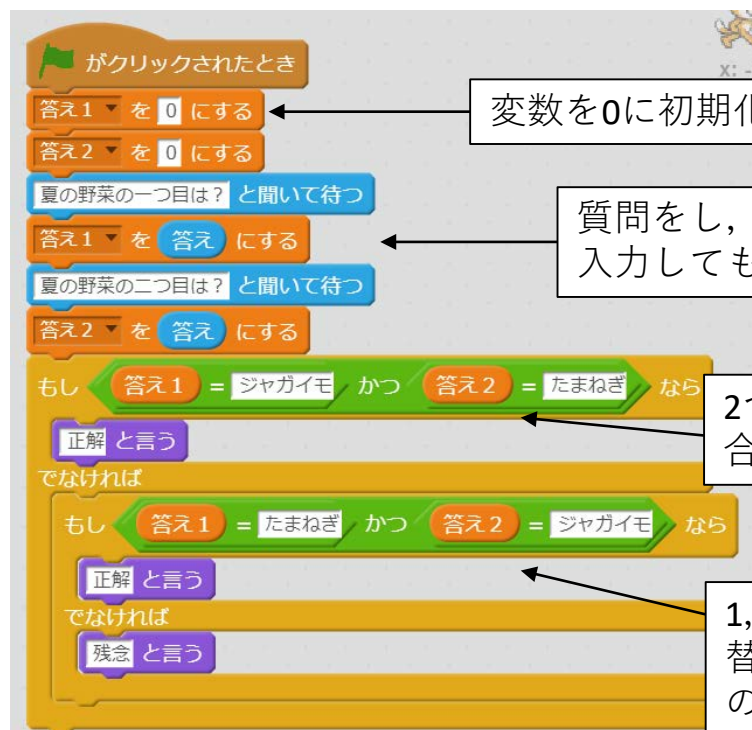 がクリックされたとき
x: -
答え1 を 0 にする
変数を0に初期化
答え2 を 0 にする
夏の野菜の一つ目は? と聞いて待つ
質問をし,
答え1 を 答え にする
入力しても
夏の野菜の二つ目は? と聞いて待つ
答え2 を 答え にする
もし 答え1 = ジャガイモ かつ 答え2 = たまねぎ なら
2つ
合
正解 と言う
でなければ
もし 答え1 = たまねぎ かつ 答え2 = ジャガイモ なら
正解 と言う
1,
でなければ
替
残念 と言う
の